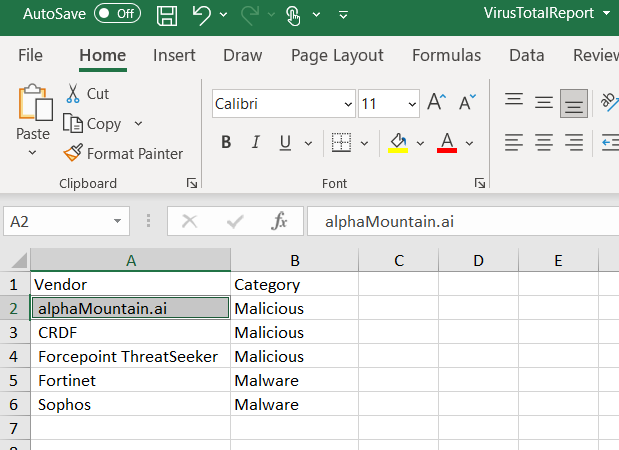 AutoSave Off VirusTotalReport
File Home Insert Draw Page Layout Formulas Data Review
Paste
Cut
Copy
Format Painter
Clipboard
Calibri 11 A A
B I U A
Font
ab
A2 fx alphaMountain.ai
A B C D E
1 Vendor Category
2 alphaMountain.ai Malicious
3 CRDF Malicious
4 Forcepoint ThreatSeeker Malicious
5 Fortinet Malware
6 Sophos Malware
7